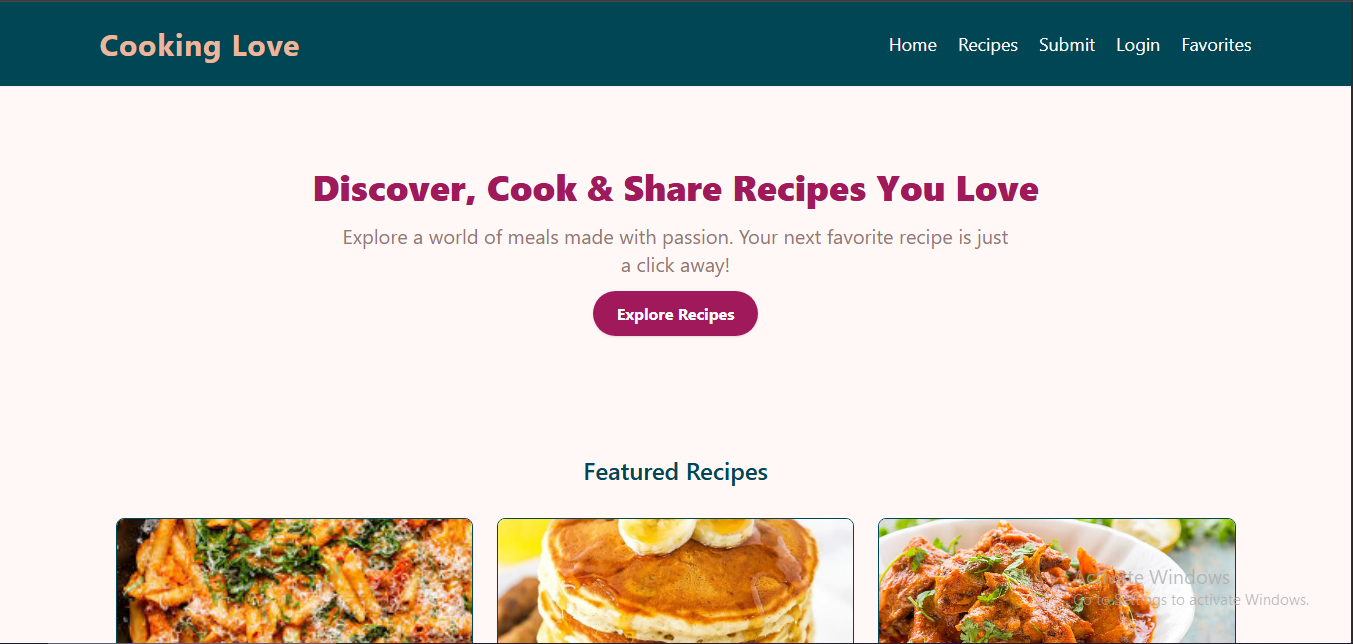 Cooking Love
Home Recipes Submit Login Favorites
Discover, Cook & Share Recipes You Love
Explore a world of meals made with passion. Your next favorite recipe is just
a click away!
Explore Recipes
Featured Recipes
Activate Windows
Go to Settings to activate Windows.